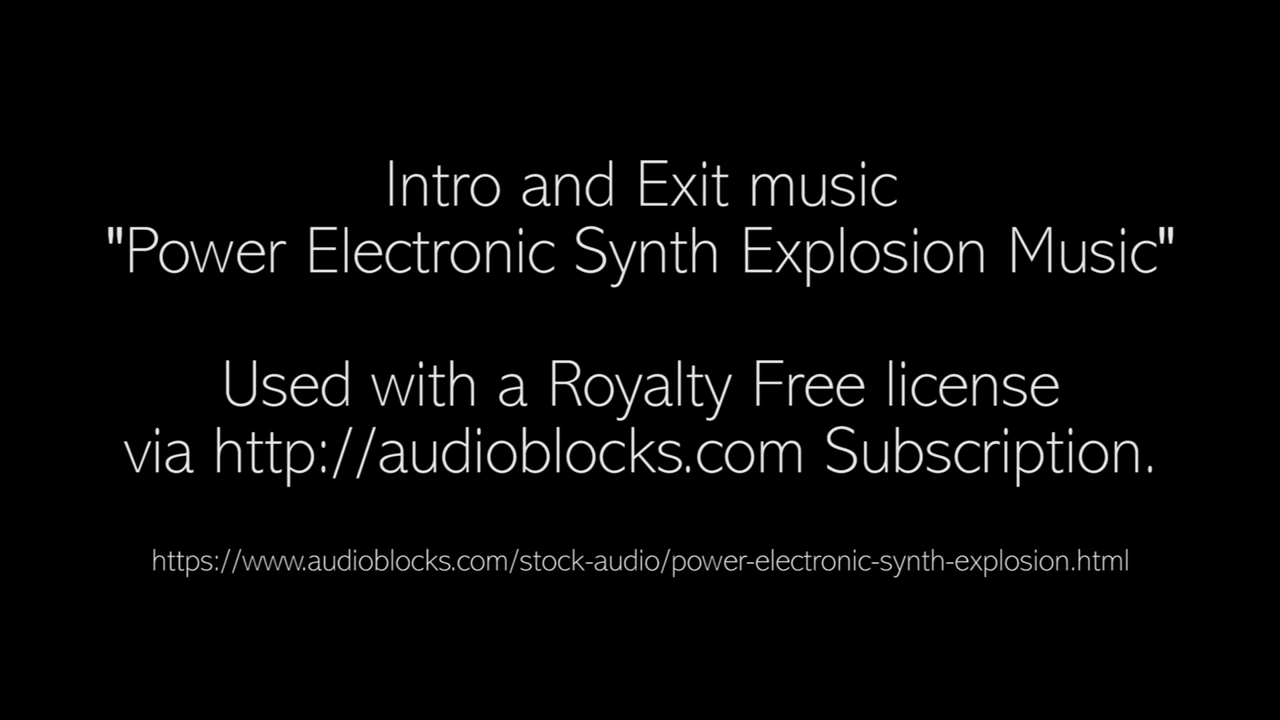 Intro and Exit music
"Power Electronic Synth Explosion Music"
Used with a Royalty Free license
via http://audioblocks.com Subscription.
https://www.audioblocks.com/stock-audio/power-electronic-synth-explosion.html